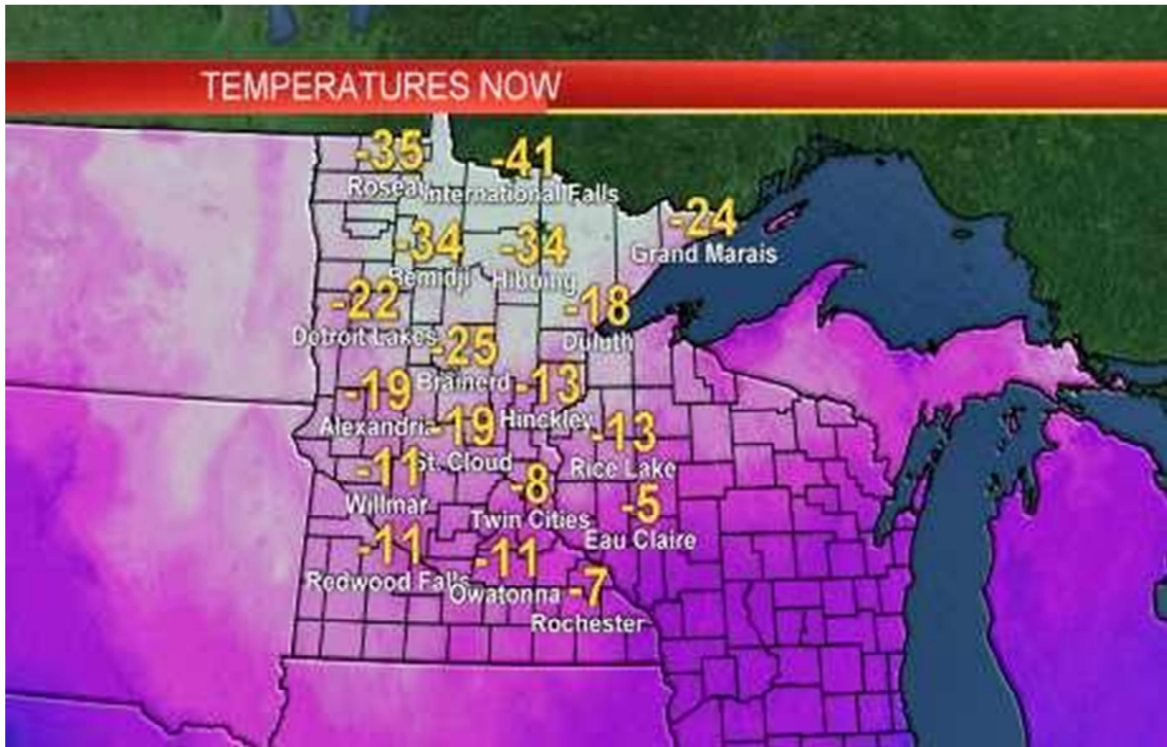 TEMPERATURES NOW
-35
Roseau
-41
International Falls
-24
Grand Marais
-34
Bemidji
-34
Hibbing
-22
Detroit Lakes
-18
Duluth
-25
Brainerd
-13
Hinckley
-19
Alexandria
-19
St. Cloud
-13
Rice Lake
-11
Willmar
-8
Twin Cities
-5
Eau Claire
-11
Redwood Falls
-11
Owatonna
-7
Rochester